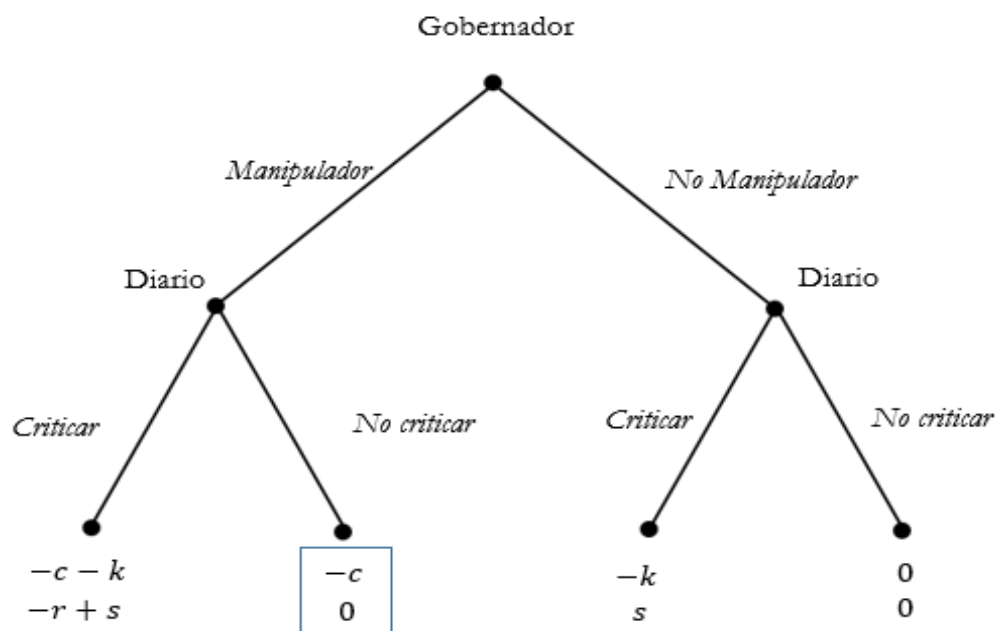 Gobernador
Manipulador
No Manipulador
Diario
Diario
Criticar
No criticar
Criticar
No criticar
−c − k
−r + s
−c
0
−k
s
0
0